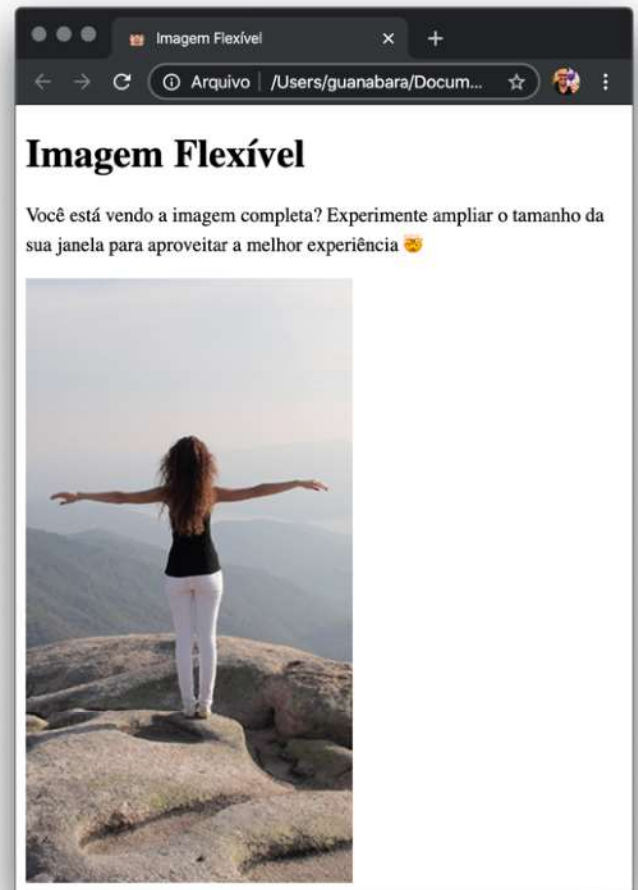 Imagem Flexível
Arquivo | /Users/guanabara/Docum...
Imagem Flexível
Você está vendo a imagem completa? Experimente ampliar o tamanho da
sua janela para aproveitar a melhor experiência 🤯